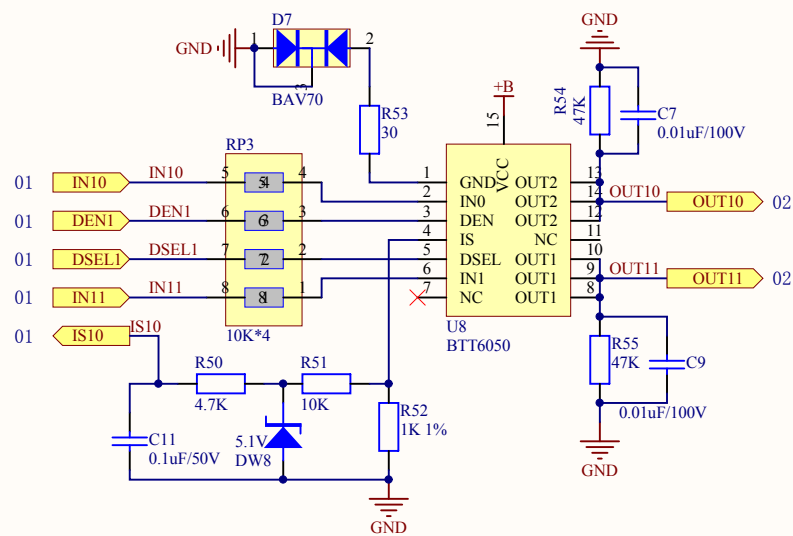 D7
GND
1
2
3
BAV70
R53
30
GND
R54
47K
C7
0.01uF/100V
+B
15
RP3
01
IN10
IN10
5
54
4
01
DEN1
DEN1
6
63
3
01
DSEL1
DSEL1
7
72
2
01
IN11
IN11
8
81
1
10K*4
01
IS10
IS10
1
GND
VCC
OUT2
13
2
IN0
OUT2
14
OUT10
OUT10
02
3
DEN
OUT2
12
4
IS
NC
11
5
DSEL
OUT1
10
6
IN1
OUT1
9
OUT11
OUT11
02
7
NC
OUT1
8
U8
BTT6050
R55
47K
C9
0.01uF/100V
GND
R50
4.7K
R51
10K
R52
1K 1%
C11
0.1uF/50V
5.1V
DW8
GND